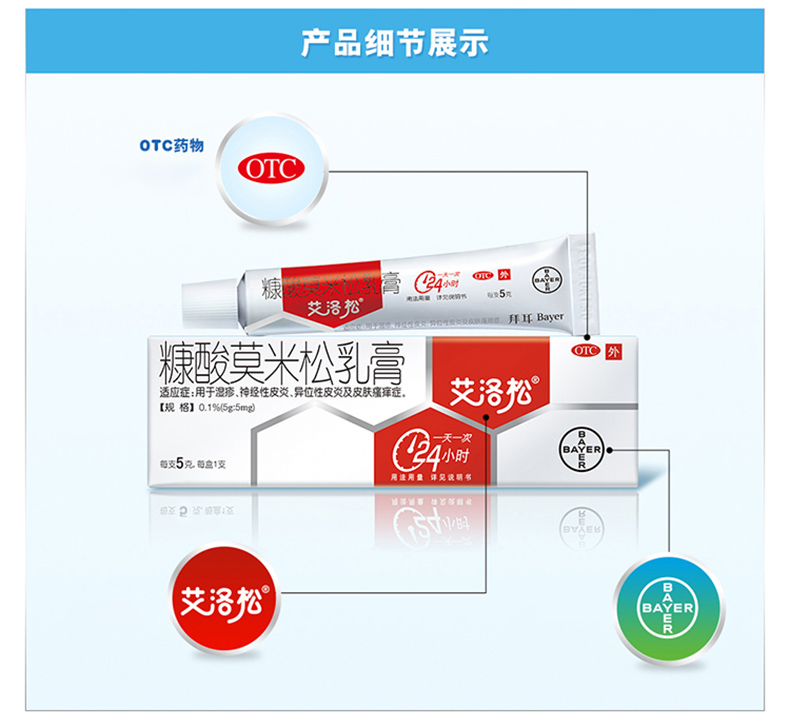 产品细节展示
OTC药物
OTC
糠酸莫米松乳膏
艾洛松
一天一次
24小时
用法用量 详见说明书
OTC 外
每支5克
BAYER
BAYER
拜耳 Bayer
糠酸莫米松乳膏
适应症:用于湿疹、神经性皮炎、异位性皮炎及皮肤瘙痒症。
【规 格】0.1%(5g:5mg)
每支5克,每盒1支
艾洛松®
一天一次
24小时
用法用量 详见说明书
OTC 外
BAYER
BAYER
艾洛松®
BAYER
BAYER